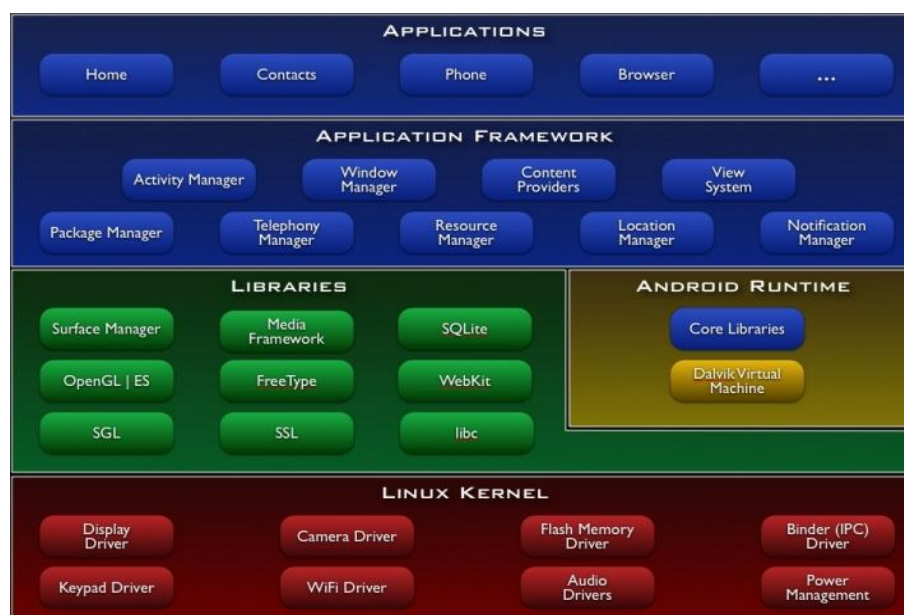 APPLICATIONS
Home Contacts Phone Browser ...
APPLICATION FRAMEWORK
Activity Manager
Window
Manager
Content
Providers
View
System
Package Manager
Telephony
Manager
Resource
Manager
Location
Manager
Notification
Manager
LIBRARIES
Surface Manager
Media
Framework
SQLite
OpenGL | ES FreeType WebKit
SGL SSL libc
ANDROID RUNTIME
Core Libraries
Dalvik Virtual
Machine
LINUX KERNEL
Display
Driver
Camera Driver
Flash Memory
Driver
Binder (IPC)
Driver
Keypad Driver
WiFi Driver
Audio
Drivers
Power
Management